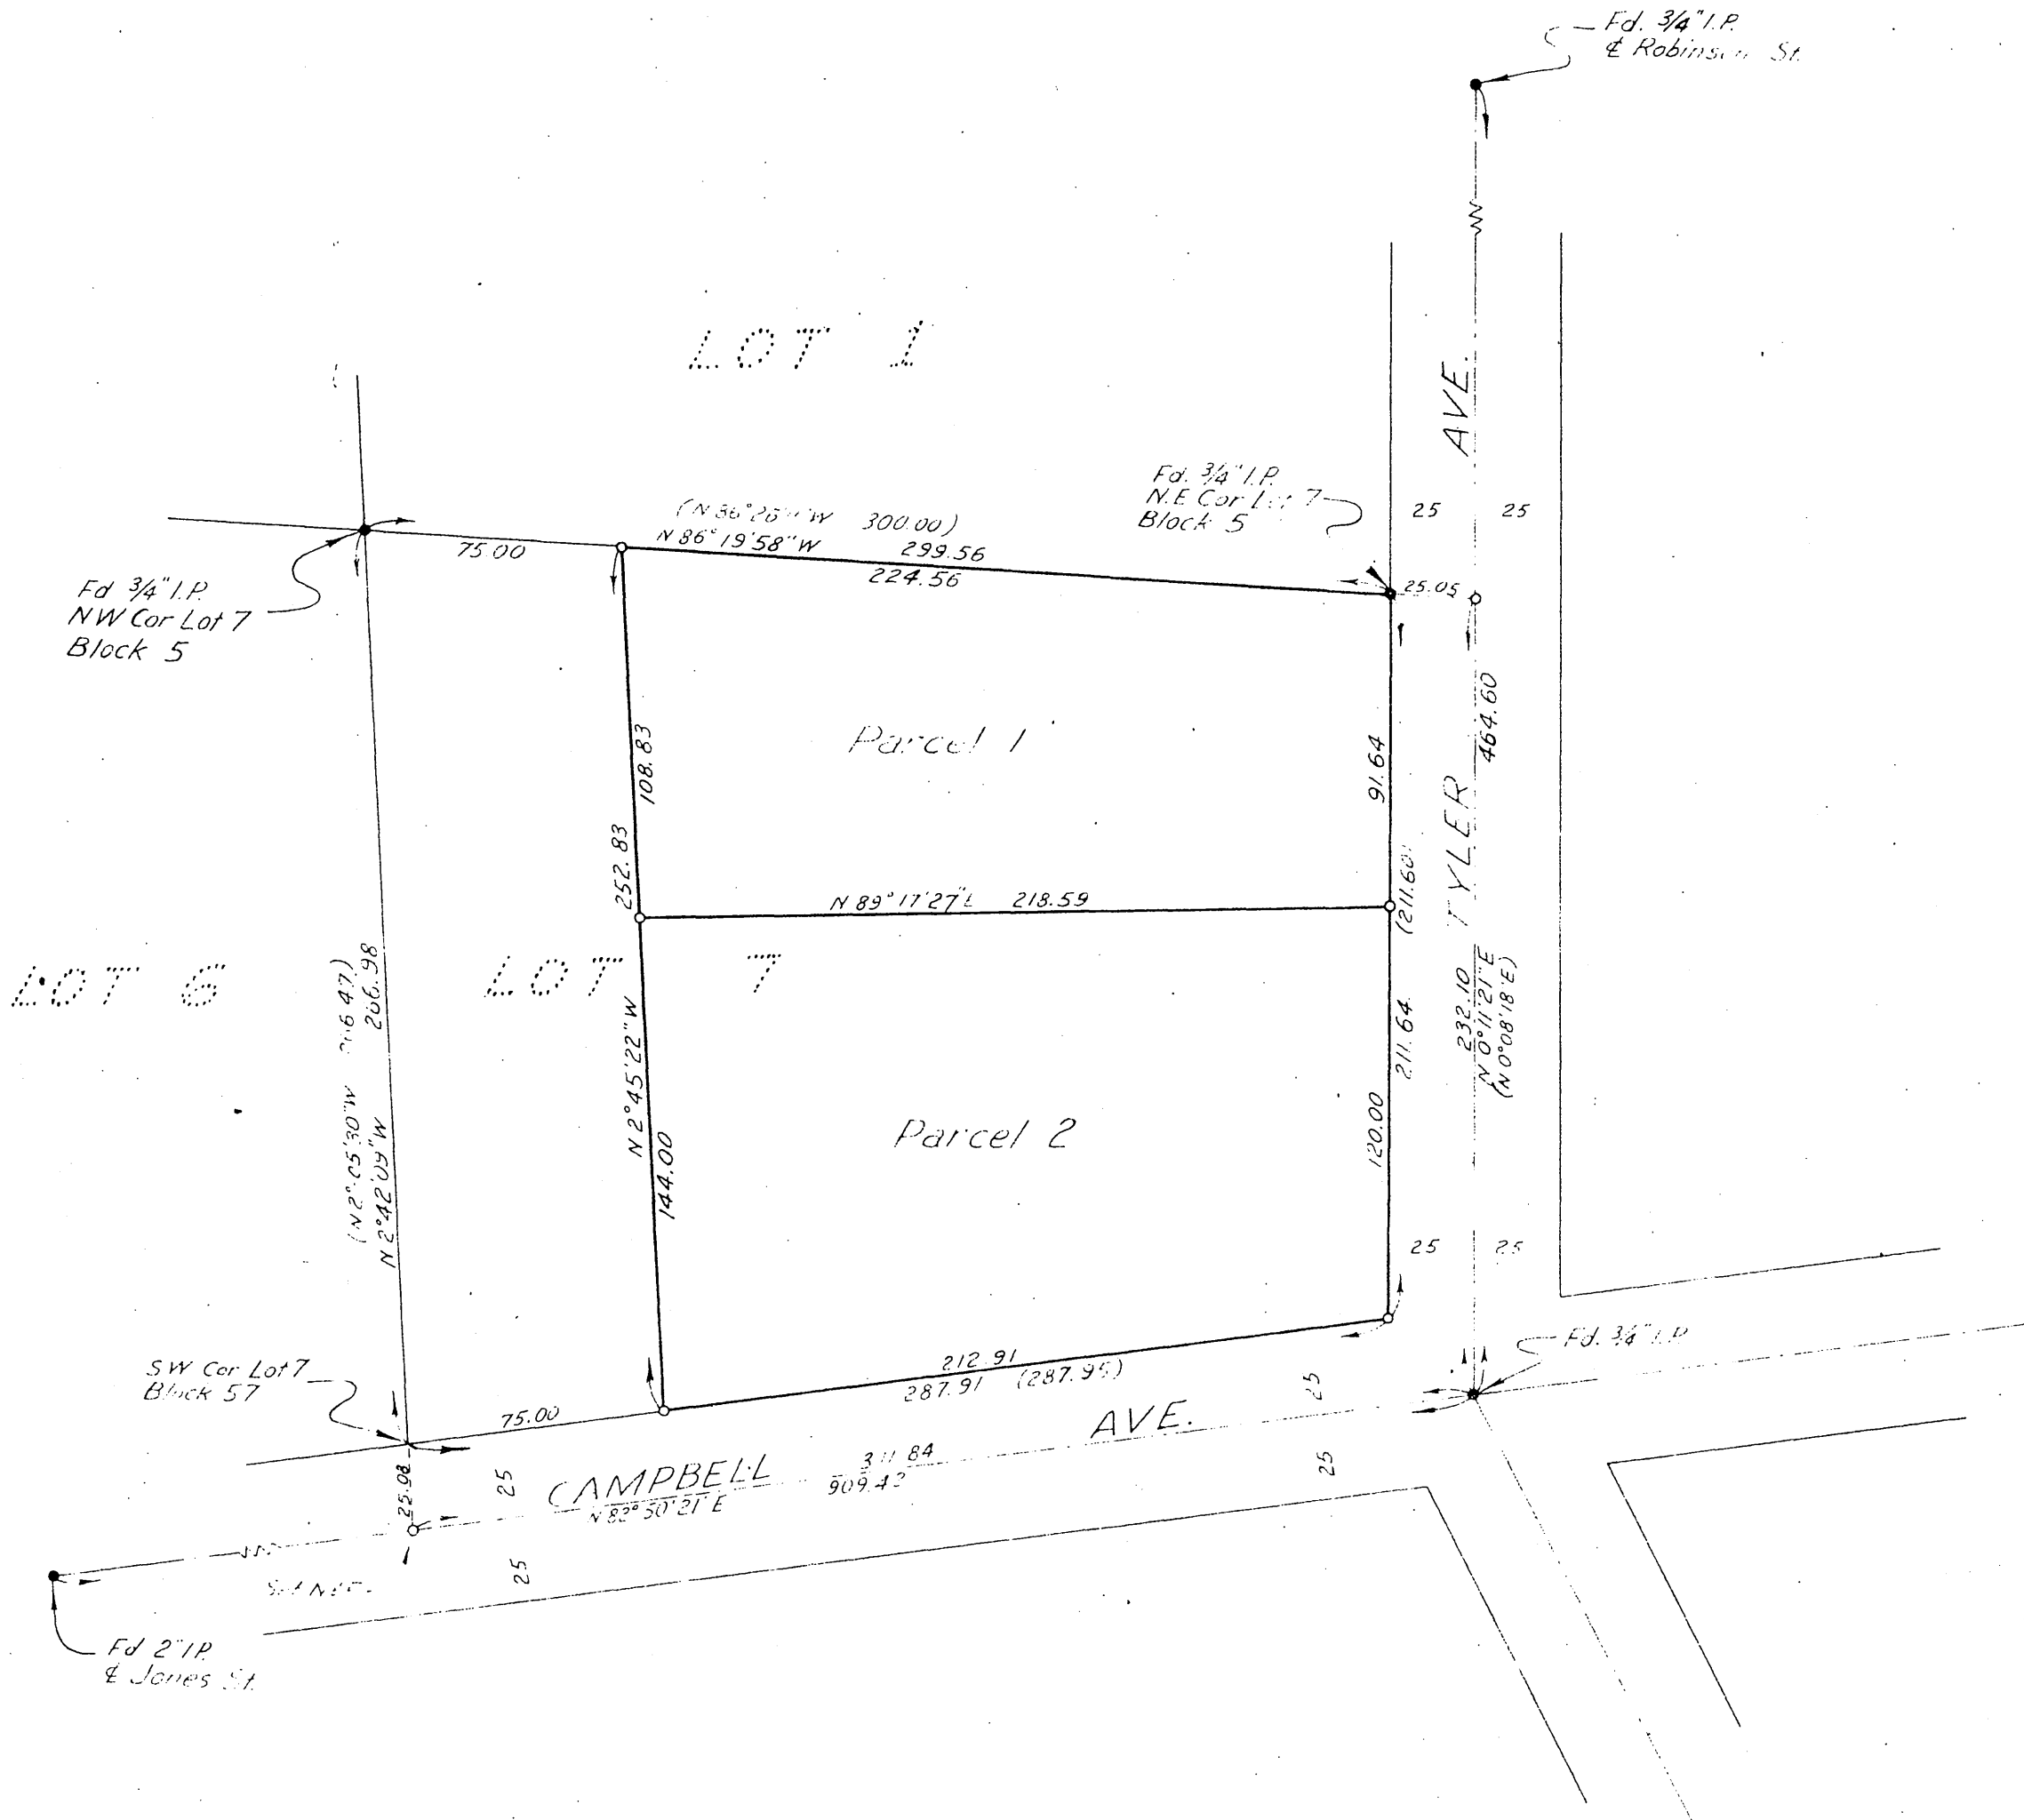 Fd. 3/4" I.P.
℄ Robinson St.
LOT 1
AVE.
Fd. 3/4" I.P.
N.E Cor Lot 7
Block 5
25 25
300.00)
N 86°19'58"W 299.56
75.00
224.56
25.05
Fd 3/4" I.P.
NW Cor Lot 7
Block 5
Parcel 1
108.83
91.64
464.60
TYLER
252.83
(211.60)
N 89°17'27"E 218.59
LOT 6
LOT 7
206.98
N 2°42'09"W
N 2°45'22"W
144.00
211.64
120.00
232.10
N 0°11'21"E
(N 0°08'18"E)
Parcel 2
25 25
Fd. 3/4" I.P.
SW Cor Lot 7
Block 57
75.00
212.91
287.91 (287.95)
25
AVE.
25.98
25
CAMPBELL
311.84
909.43
N 82°50'21"E
25
25
Fd 2" I.P.
℄ Jones St.